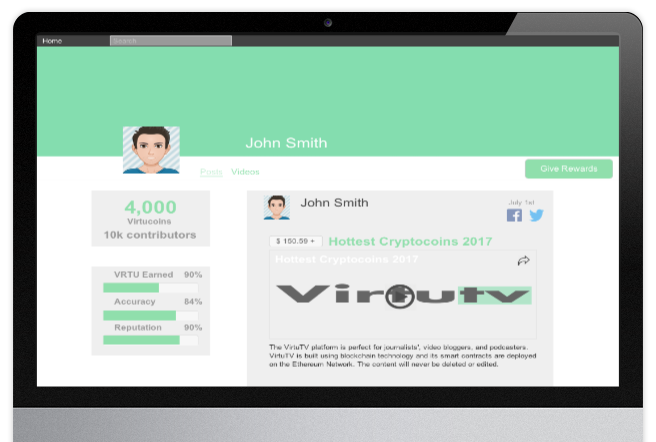 Home
Search
John Smith
Posts Videos
Give Rewards
4,000
Virtucoins
10k contributors
VRTU Earned 90%
Accuracy 84%
Reputation 90%
John Smith
July 1st
$ 150.59 +
Hottest Cryptocoins 2017
Hottest Cryptocoins 2017
Virtutv
The VirtuTV platform is perfect for journalists', video bloggers, and podcasters.
VirtuTV is built using blockchain technology and its smart contracts are deployed
on the Ethereum Network. The content will never be deleted or edited.